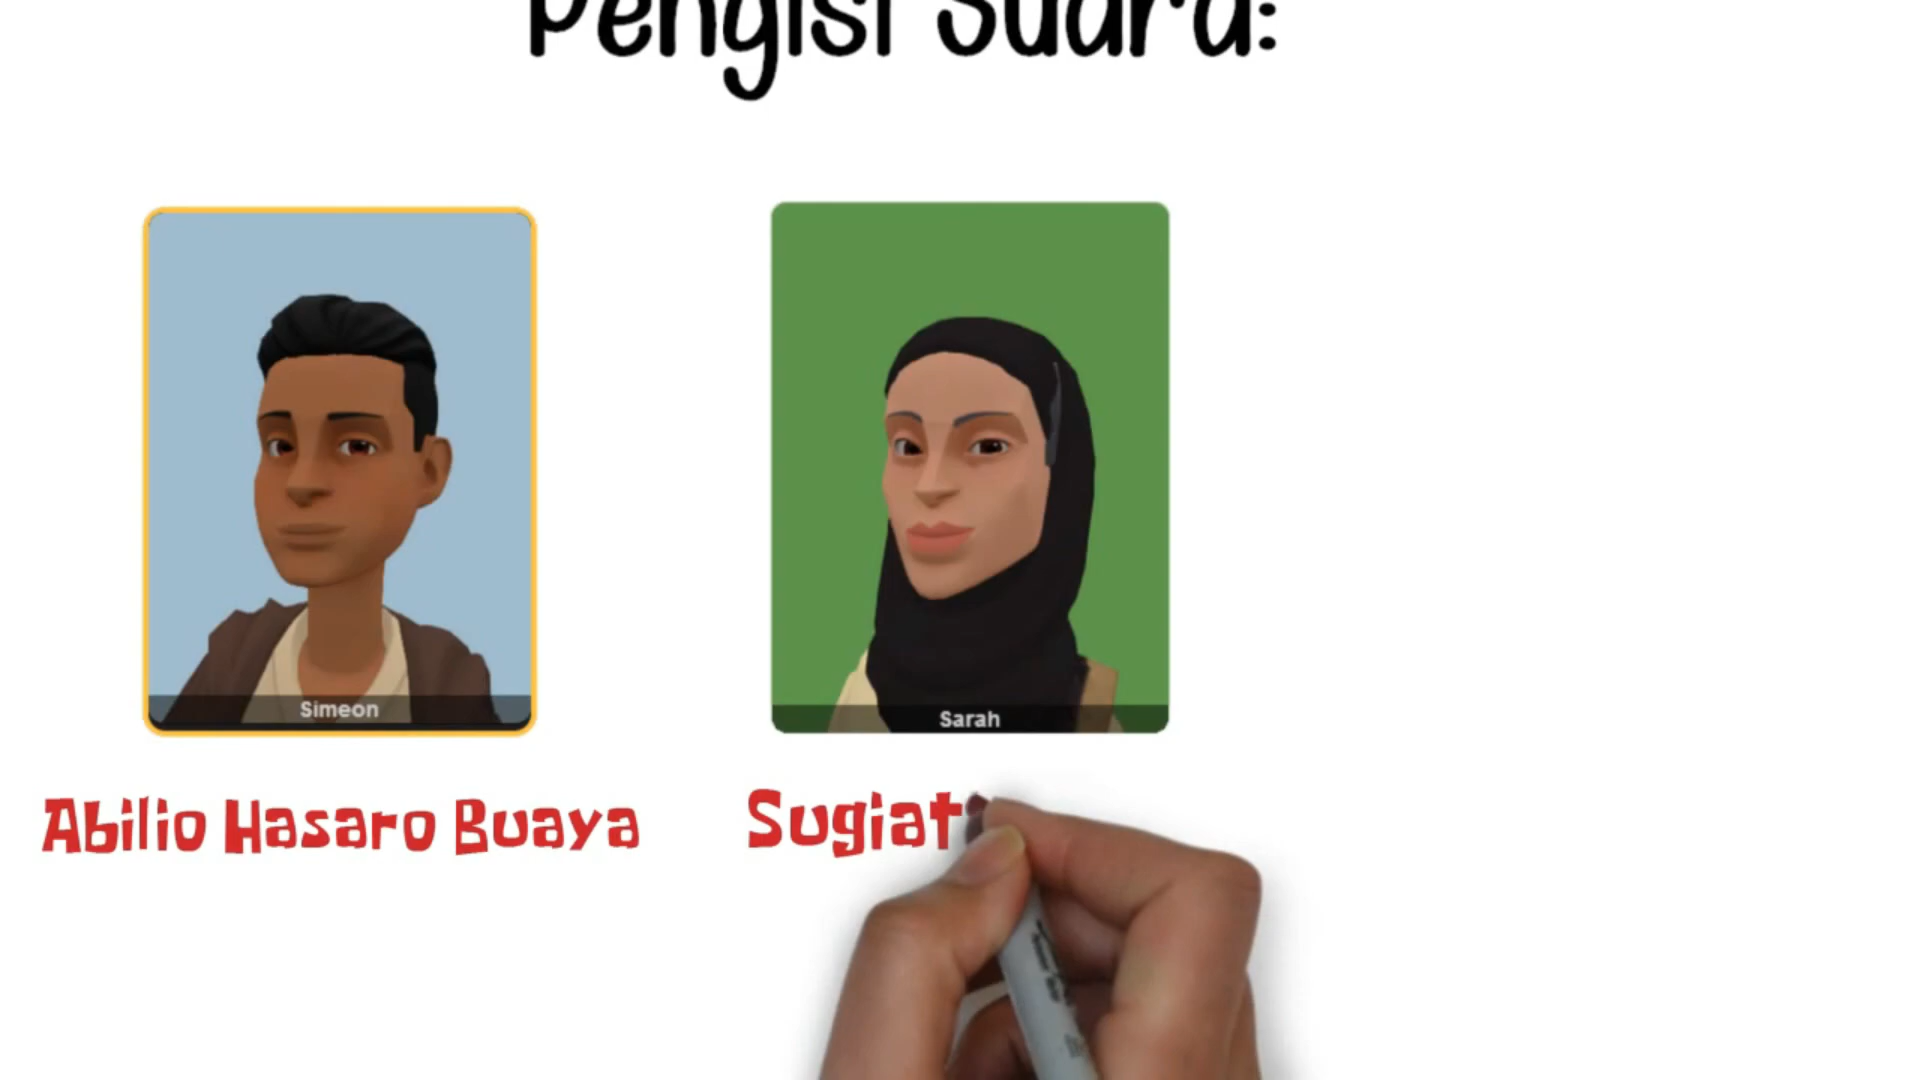 Pengisi Suara:
Simeon
Sarah
Abilio Hasaro Buaya
Sugiat